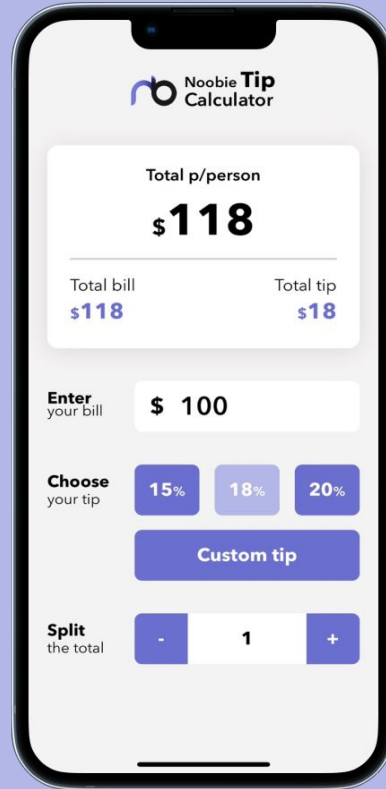 Noobie Tip
Calculator
Total p/person
$118
Total bill
Total tip
$118
$18
Enter
your bill
$ 100
Choose
your tip
15%
18%
20%
Custom tip
Split
the total
-
1
+